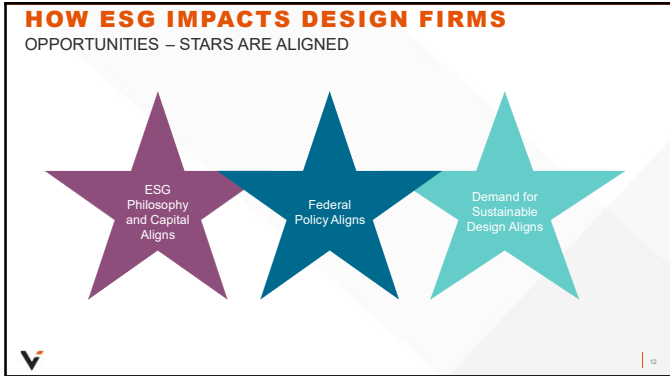 HOW ESG IMPACTS DESIGN FIRMS
OPPORTUNITIES – STARS ARE ALIGNED
ESG
Philosophy
and Capital
Aligns
Federal
Policy Aligns
Demand for
Sustainable
Design Aligns
12